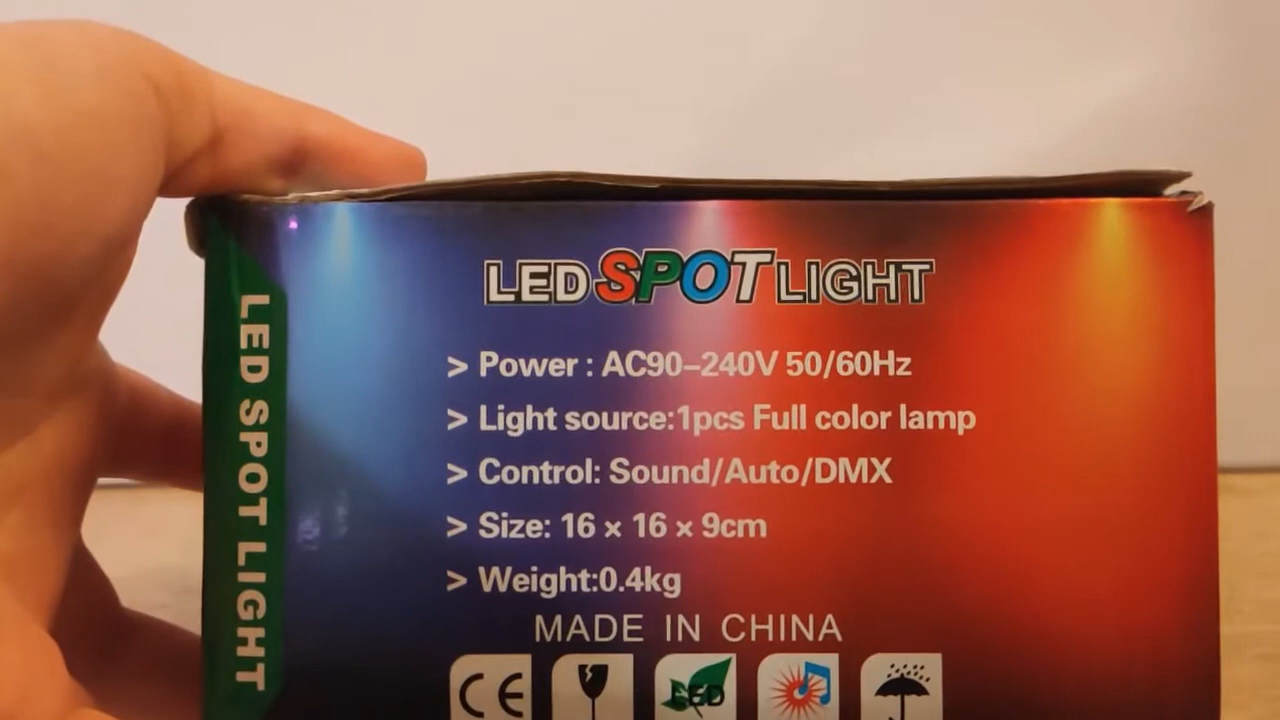 LED SPOT LIGHT
LED SPOT LIGHT
> Power : AC90–240V 50/60Hz
> Light source:1pcs Full color lamp
> Control: Sound/Auto/DMX
> Size: 16 × 16 × 9cm
> Weight:0.4kg
MADE IN CHINA
CE
LED